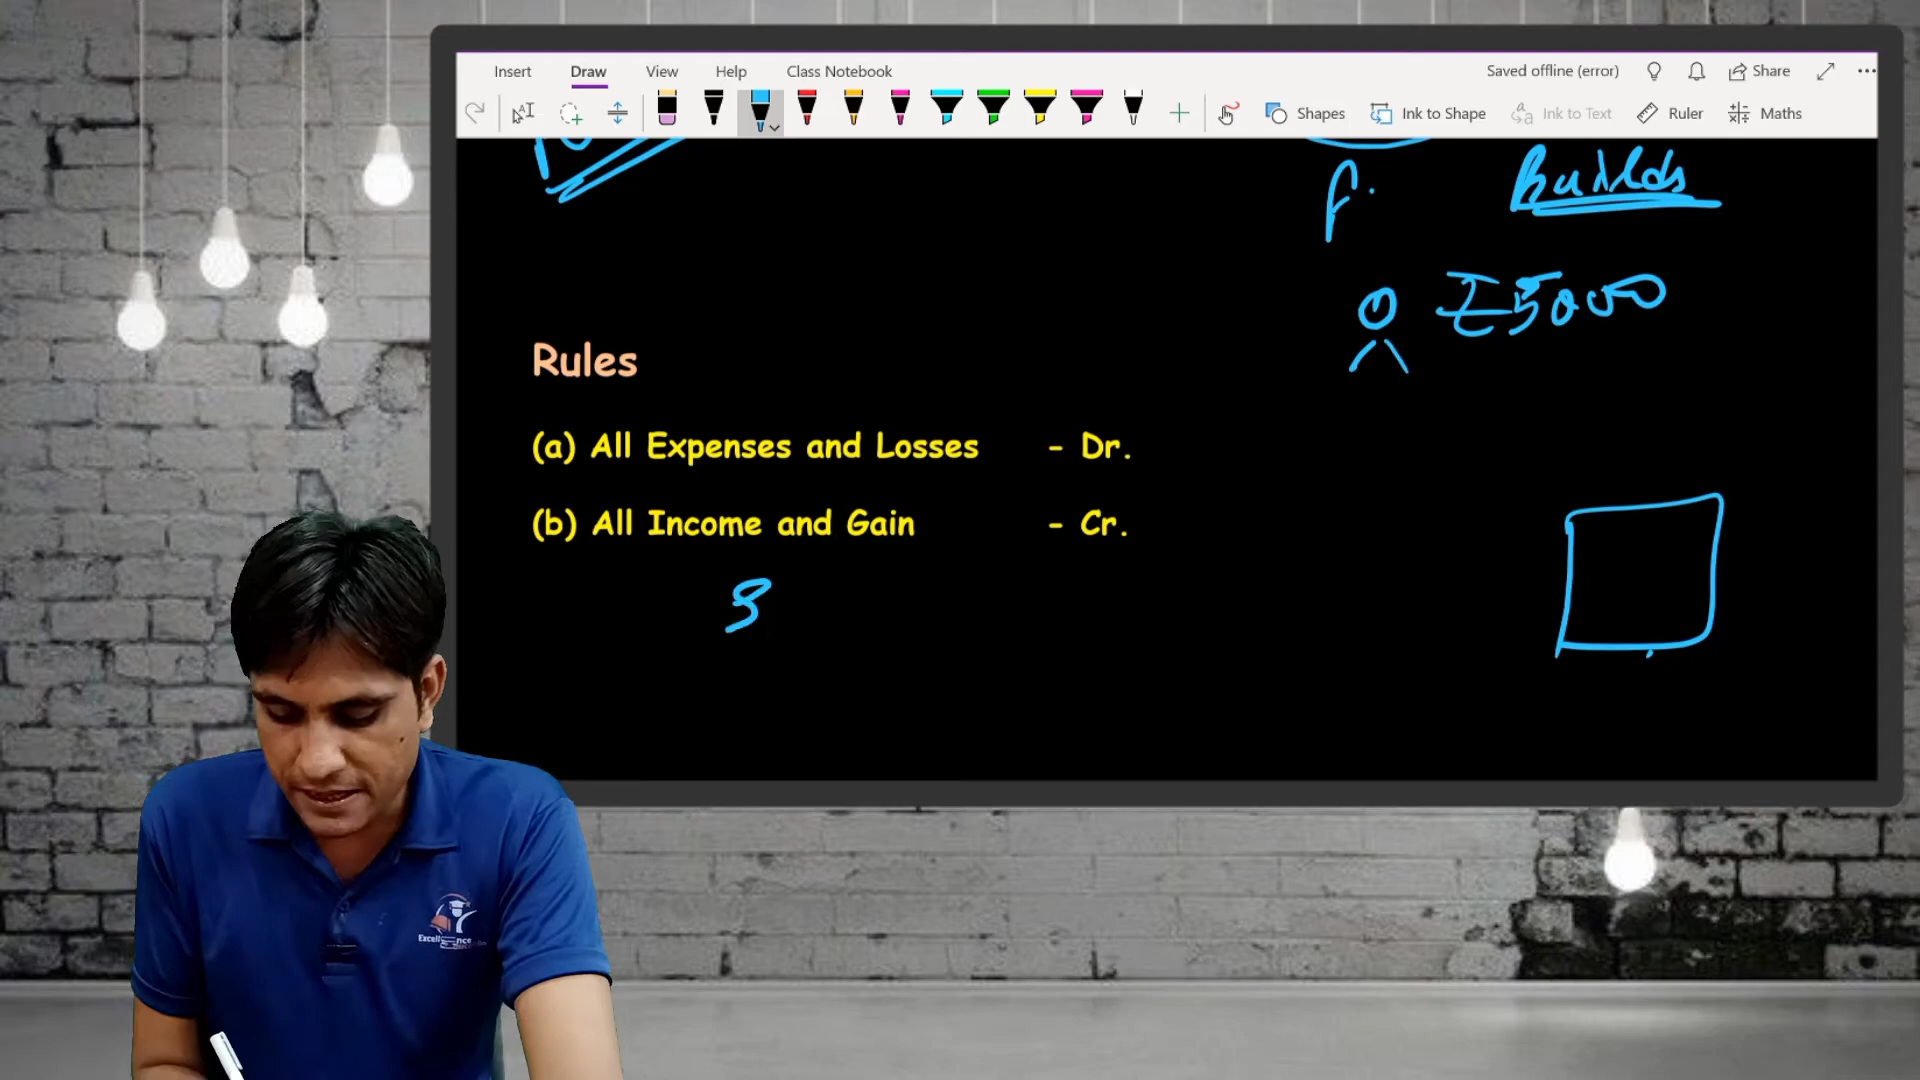 Insert Draw View Help Class Notebook Saved offline (error) Share
Shapes Ink to Shape Ink to Text Ruler Maths
f.
₹5000
Rules
(a) All Expenses and Losses - Dr.
(b) All Income and Gain - Cr.